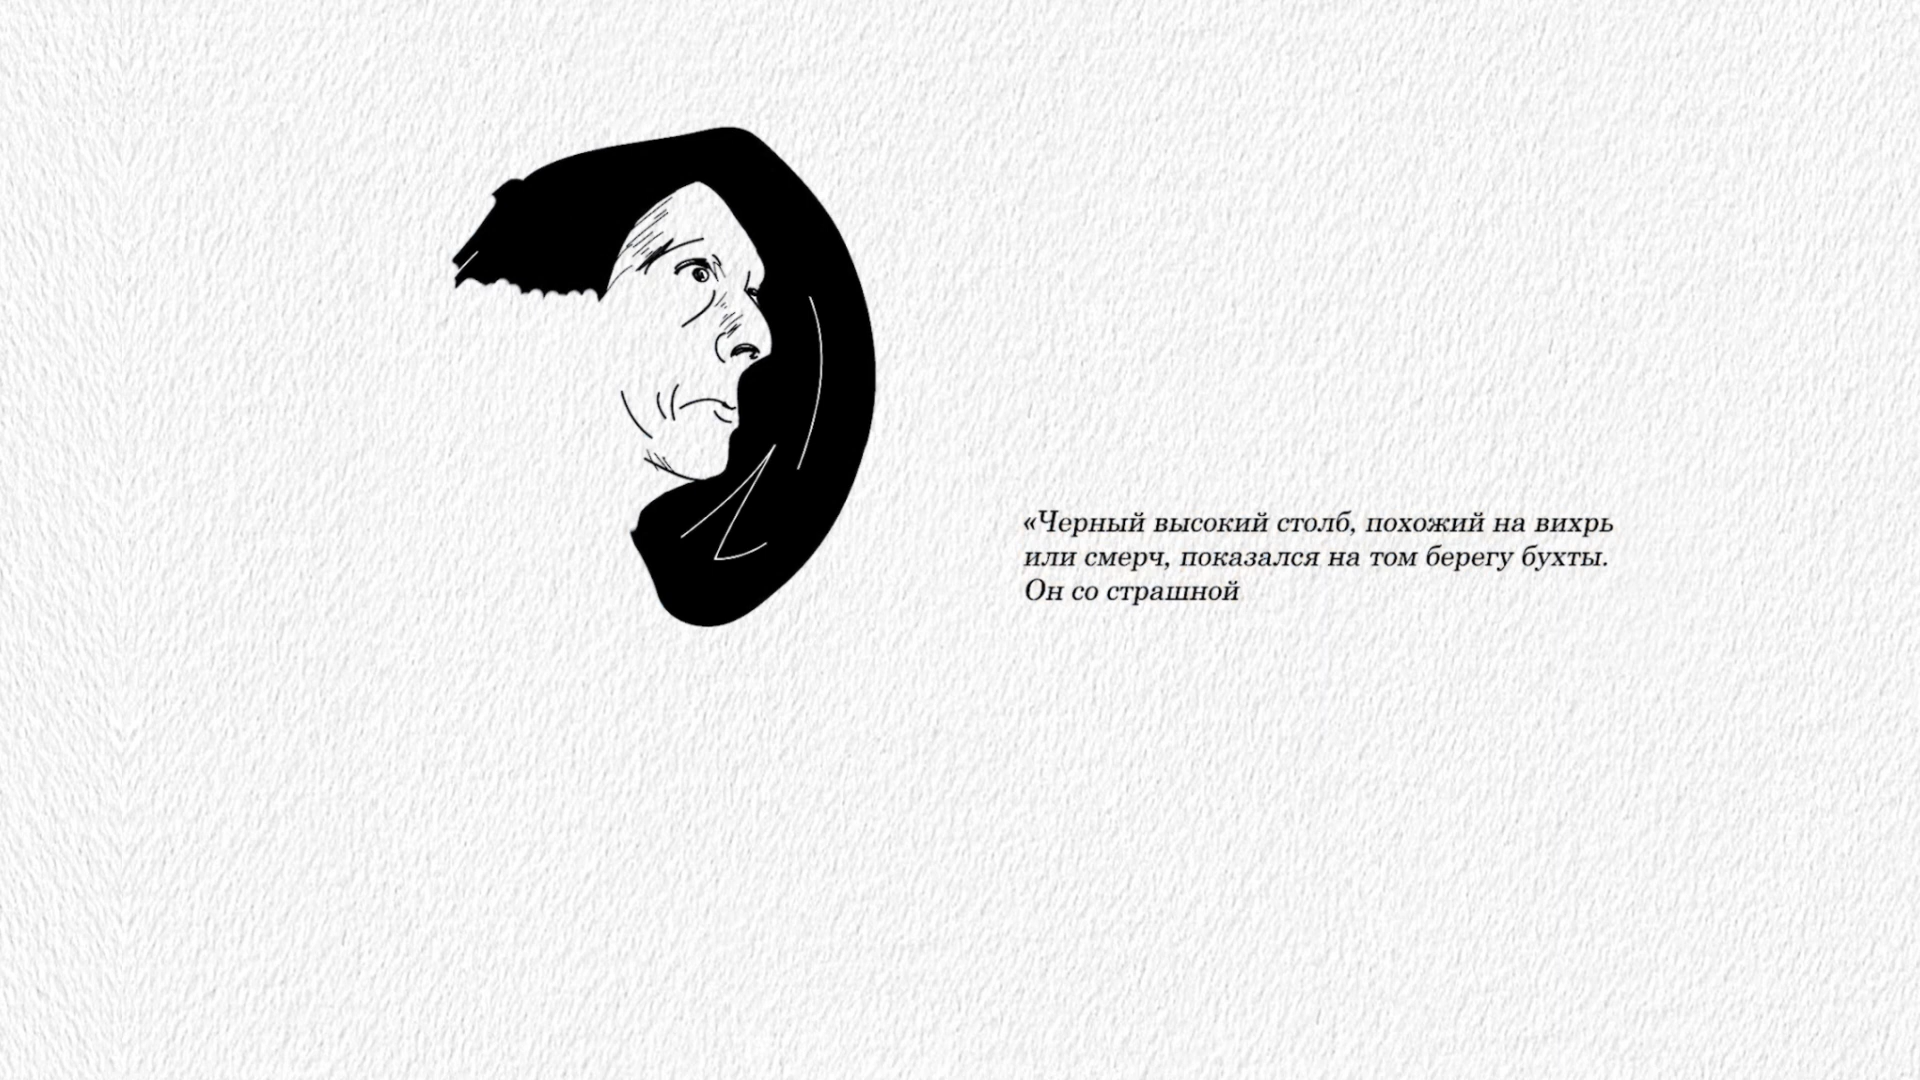 «Черный высокий столб, похожий на вихрь
или смерч, показался на том берегу бухты.
Он со страшной